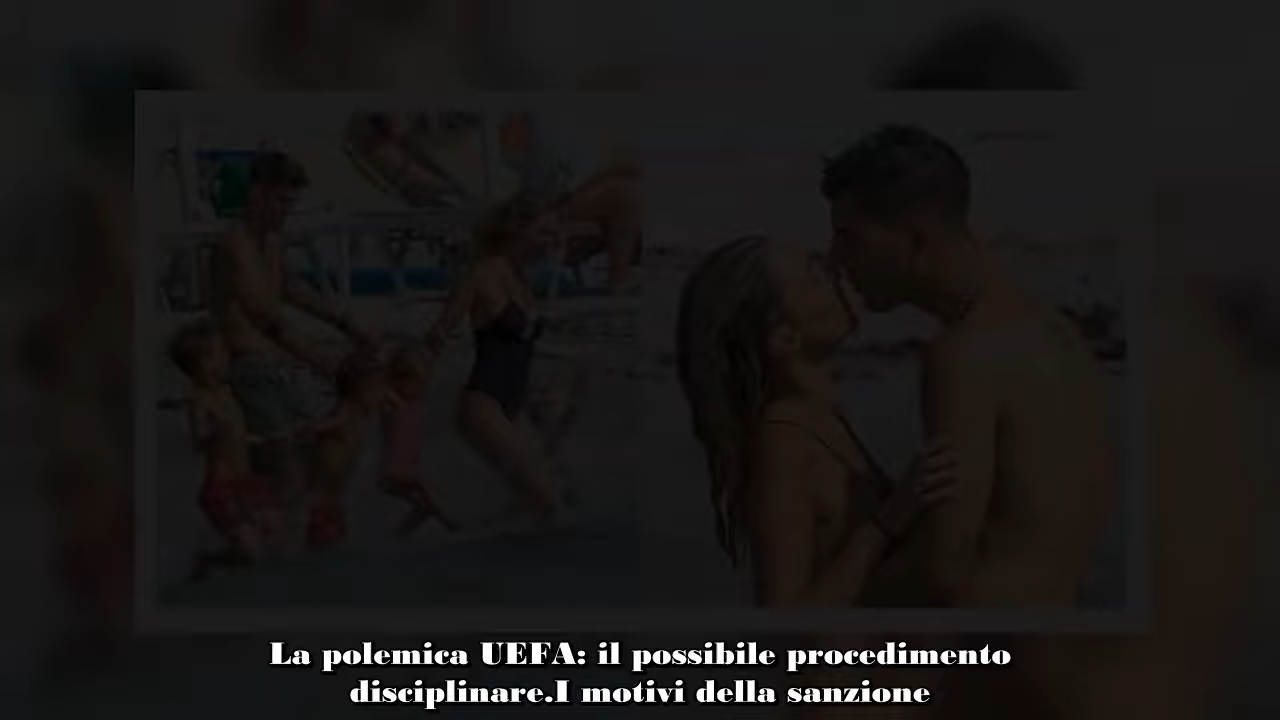 La polemica UEFA: il possibile procedimento
disciplinare.I motivi della sanzione